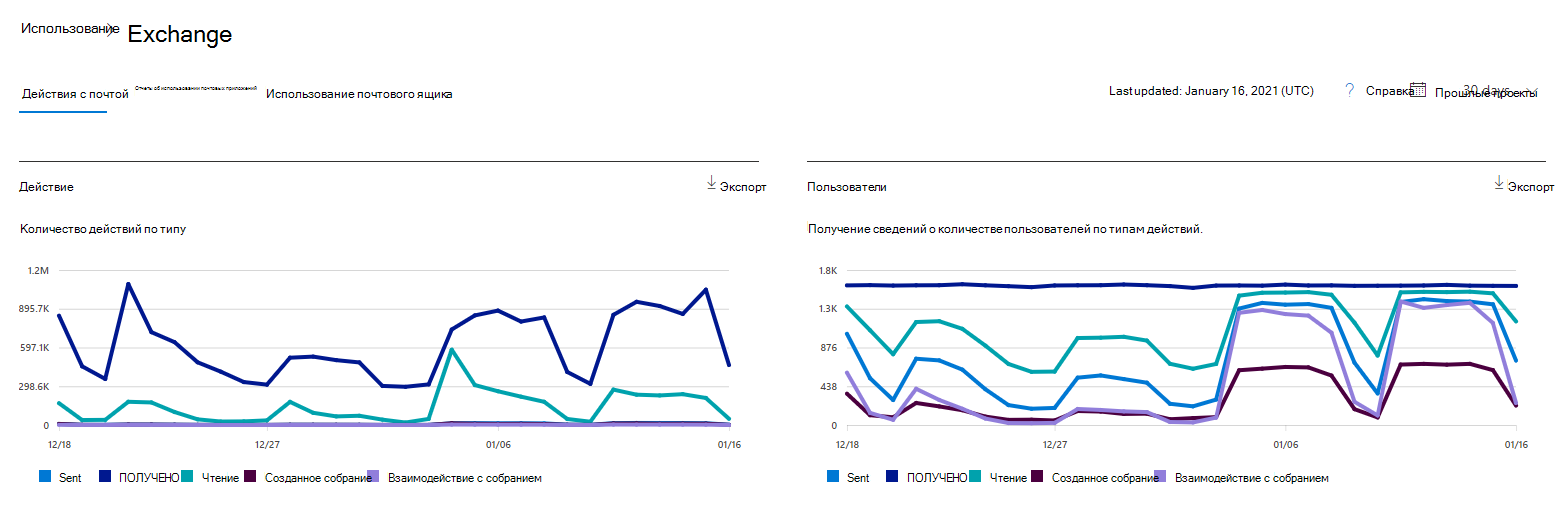 Использование
Exchange
Действия с почтой Отчеты об использовании почтовых приложений Использование почтового ящика
Last updated: January 16, 2021 (UTC) ? Справка 30 days Прошлые проекты
Действие Экспорт
Количество действий по типу
1.2M
895.7K
597.1K
298.6K
0
12/18 12/27 01/06 01/16
Sent ПОЛУЧЕНО Чтение Созданное собрание Взаимодействие с собранием
Пользователи Экспорт
Получение сведений о количестве пользователей по типам действий.
1.8K
1.3K
876
438
0
12/18 12/27 01/06 01/16
Sent ПОЛУЧЕНО Чтение Созданное собрание Взаимодействие с собранием